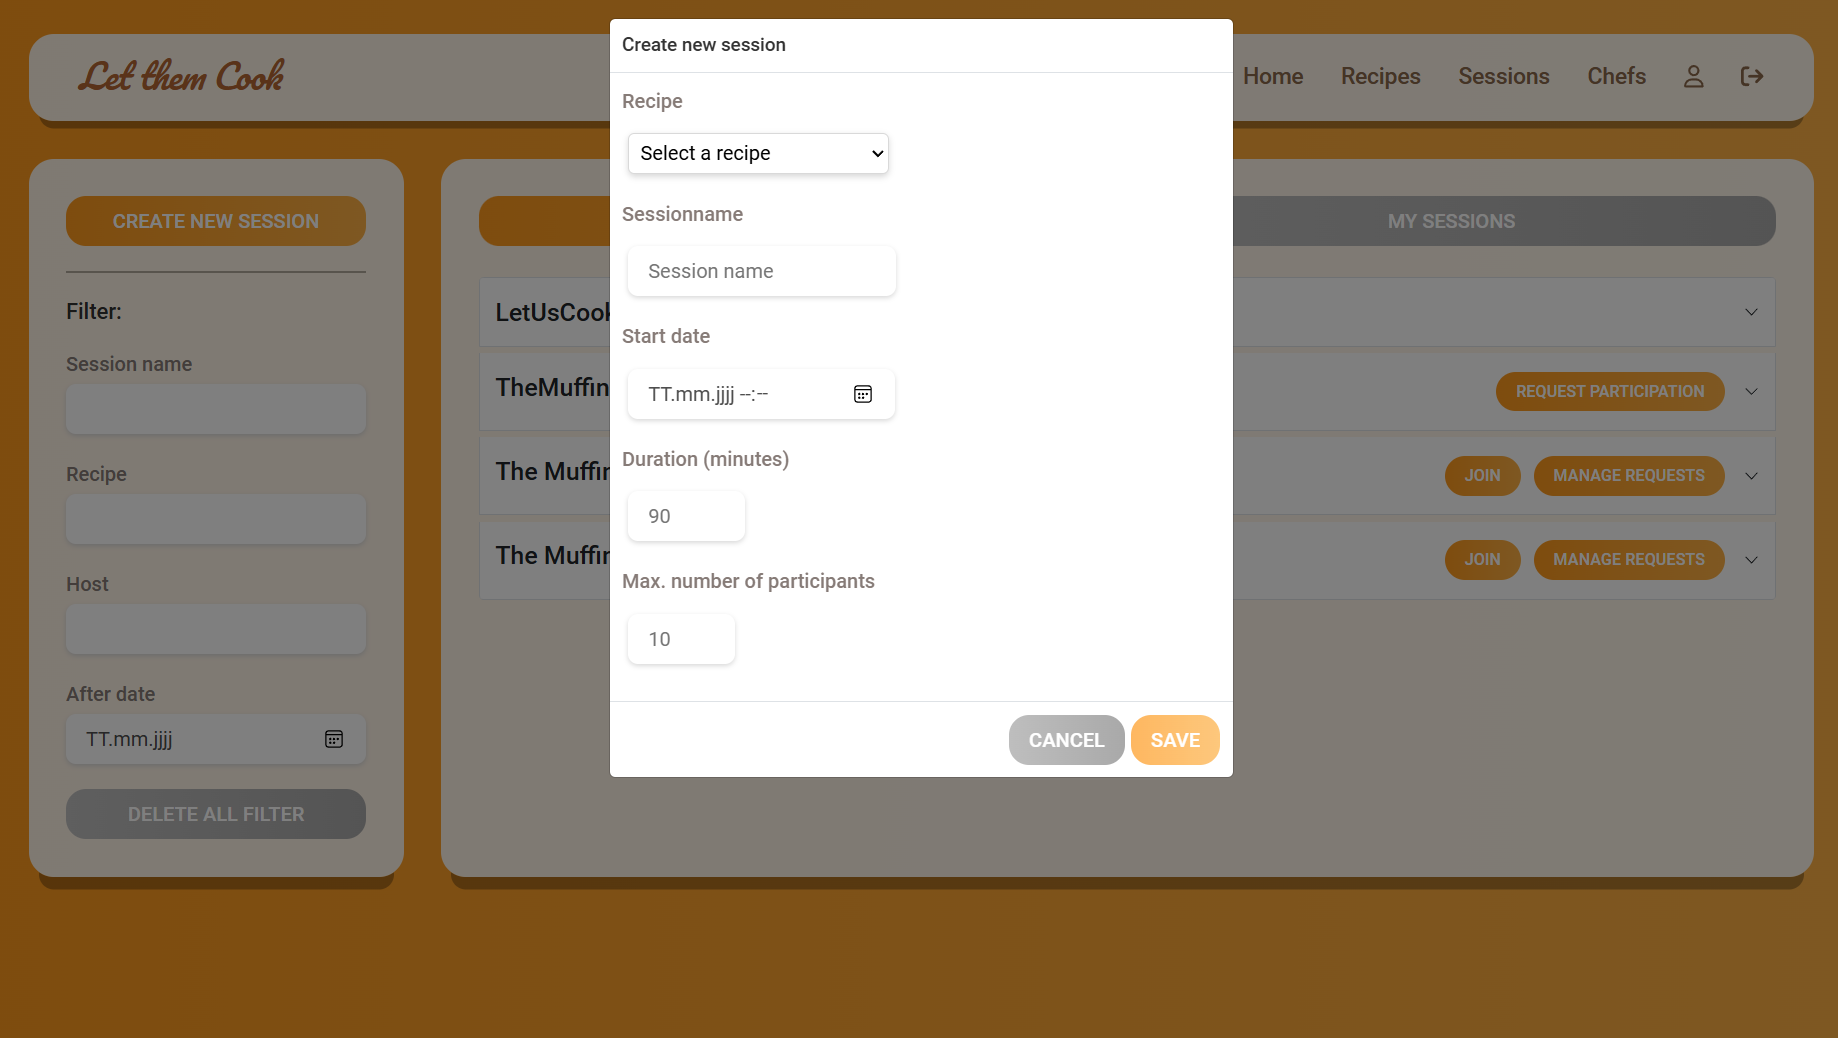 Let them Cook
Home
Recipes
Sessions
Chefs
CREATE NEW SESSION
Filter:
Session name
Recipe
Host
After date
TT.mm.jjjj
DELETE ALL FILTER
MY SESSIONS
LetUsCook
TheMuffin
REQUEST PARTICIPATION
The Muffin
JOIN
MANAGE REQUESTS
The Muffin
JOIN
MANAGE REQUESTS
Create new session
Recipe
Select a recipe
Sessionname
Session name
Start date
TT.mm.jjjj --:--
Duration (minutes)
90
Max. number of participants
10
CANCEL
SAVE